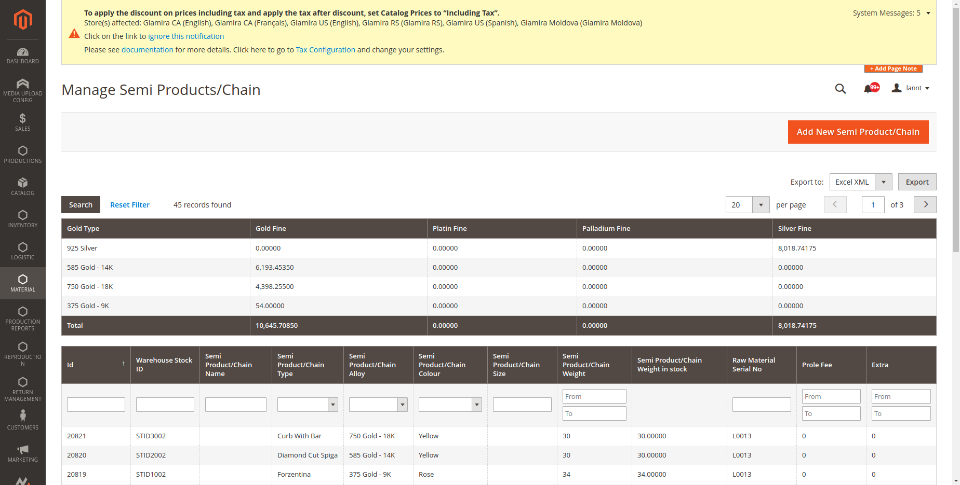 To apply the discount on prices including tax and apply the tax after discount, set Catalog Prices to “Including Tax”.
System Messages: 5
Store(s) affected: Glamira CA (English), Glamira CA (Français), Glamira US (English), Glamira RS (Glamira RS), Glamira US (Spanish), Glamira Moldova (Glamira Moldova)
Click on the link to ignore this notification
Please see documentation for more details. Click here to go to Tax Configuration and change your settings.
+ Add Page Note
Manage Semi Products/Chain
99+
lannt
Add New Semi Product/Chain
Export to: Excel XML Export
Search Reset Filter 45 records found 20 per page 1 of 3
Gold Type Gold Fine Platin Fine Palladium Fine Silver Fine
925 Silver 0.00000 0.00000 0.00000 8,018.74175
585 Gold - 14K 6,193.45350 0.00000 0.00000 0.00000
750 Gold - 18K 4,398.25500 0.00000 0.00000 0.00000
375 Gold - 9K 54.00000 0.00000 0.00000 0.00000
Total 10,645.70850 0.00000 0.00000 8,018.74175
Id ↑
Warehouse Stock
ID
Semi
Product/Chain
Name
Semi
Product/Chain
Type
Semi
Product/Chain
Alloy
Semi
Product/Chain
Colour
Semi
Product/Chain
Size
Semi
Product/Chain
Weight
Semi Product/Chain
Weight in stock
Raw Material
Serial No
Prole Fee
Extra
From From From
To To To
20821 STID3002 Curb With Bar 750 Gold - 18K Yellow 30 30.00000 L0013 0 0
20820 STID2002 Diamond Cut Spiga 585 Gold - 14K Yellow 30 30.00000 L0013 0 0
20819 STID1002 Forzentina 375 Gold - 9K Rose 34 34.00000 L0013 0 0
DASHBOARD
MEDIA UPLOAD
CONFIG
SALES
PRODUCTIONS
CATALOG
INVENTORY
LOGISTIC
MATERIAL
PRODUCTION
REPORTS
REPRODUCTIO
N
RETURN
MANAGEMENT
CUSTOMERS
MARKETING